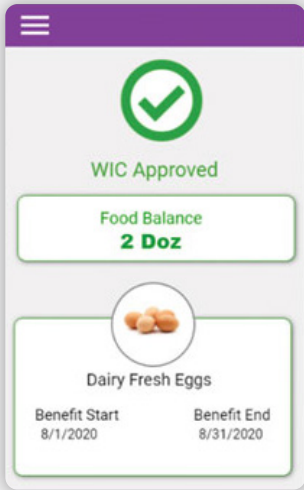 WIC Approved
Food Balance
2 Doz
Dairy Fresh Eggs
Benefit Start Benefit End
8/1/2020 8/31/2020